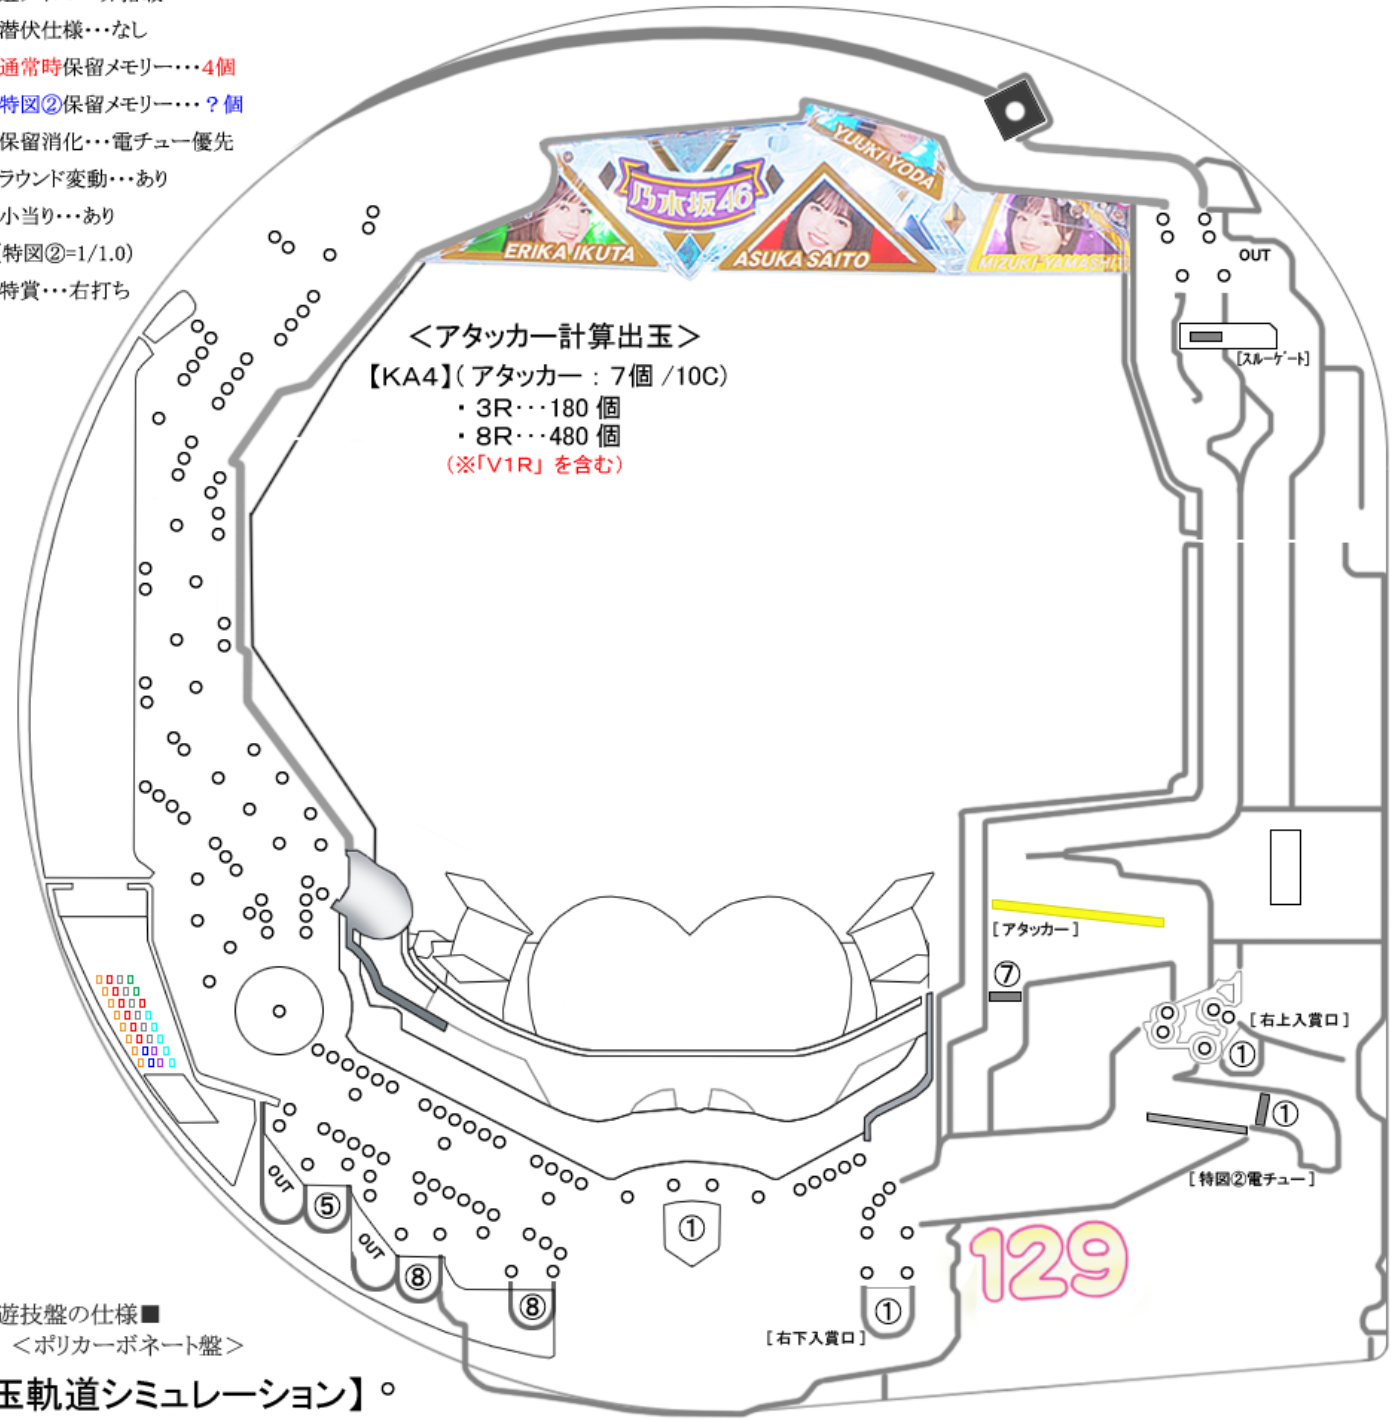 潜伏仕様･･･なし
通常時保留メモリー･･･4個
特図②保留メモリー･･･？個
保留消化･･･電チュー優先
ラウンド変動･･･あり
小当り･･･あり
(特図②=1/1.0)
特賞･･･右打ち
YUUKI YODA
乃木坂46
ERIKA IKUTA
ASUKA SAITO
MIZUKI YAMASHIT
OUT
[スルーゲート]
＜アタッカー計算出玉＞
【KA4】( アタッカー : 7個 /10C)
・ 3R･･･180 個
・ 8R･･･480 個
(※「V1R」 を含む)
[ アタッカー ]
⑦
[ 右上入賞口 ]
①
①
[ 特図②電チュー ]
OUT
⑤
OUT
⑧
⑧
①
①
[ 右下入賞口 ]
129
遊技盤の仕様■
＜ポリカーボネート盤＞
玉軌道シミュレーション】